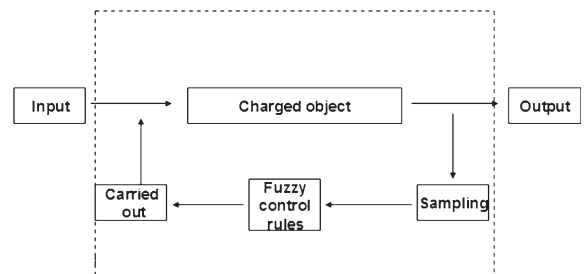 Input
Charged object
Output
Carried
out
Fuzzy
control
rules
Sampling